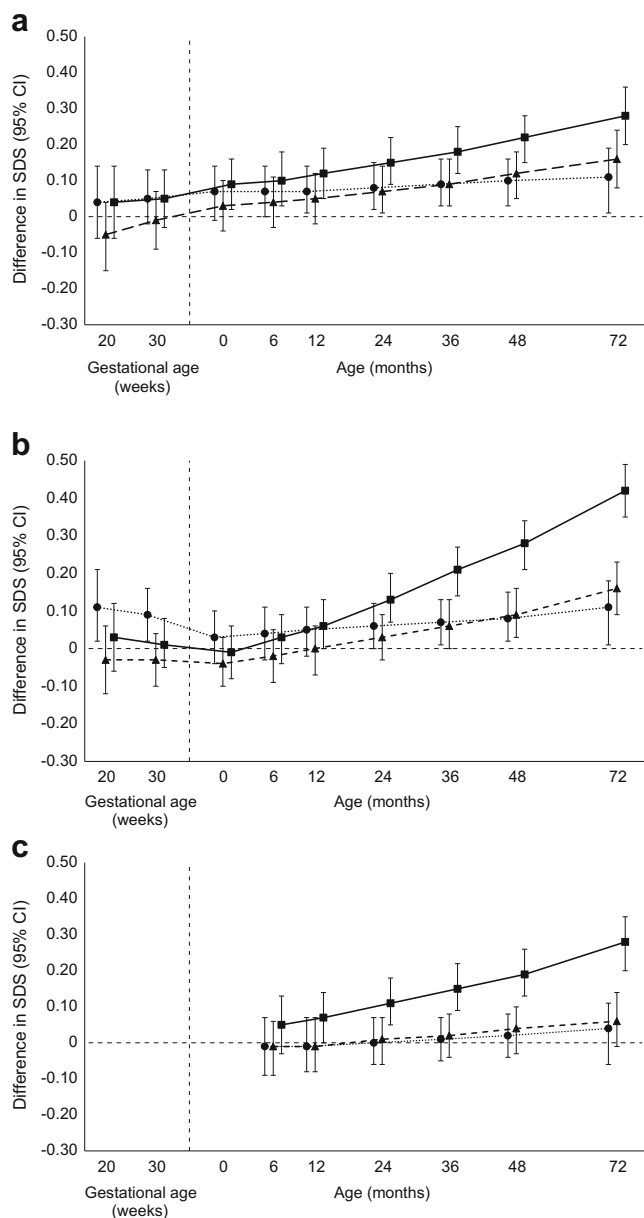 a
0.50
0.40
0.30
0.20
0.10
0
-0.10
-0.20
-0.30
Difference in SDS (95% CI)
20 30 0 6 12 24 36 48 72
Gestational age Age (months)
(weeks)
b
0.50
0.40
0.30
0.20
0.10
0
-0.10
-0.20
-0.30
Difference in SDS (95% CI)
20 30 0 6 12 24 36 48 72
Gestational age Age (months)
(weeks)
c
0.50
0.40
0.30
0.20
0.10
0
-0.10
-0.20
-0.30
Difference in SDS (95% CI)
20 30 0 6 12 24 36 48 72
Gestational age Age (months)
(weeks)